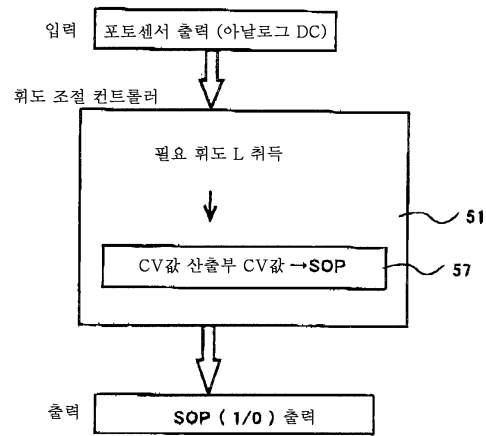 입력
포토센서 출력 (아날로그 DC)
휘도 조절 컨트롤러
필요 휘도 L 취득
51
CV값 산출부 CV값 →SOP
57
출력
SOP ( 1/0 ) 출력